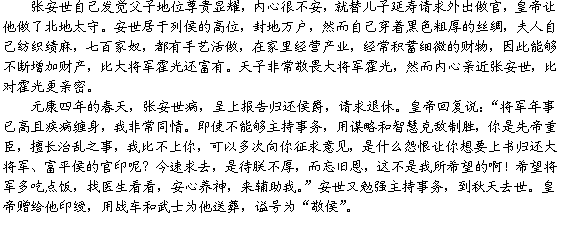 张安世自己发觉父子地位尊贵显耀，内心很不安，就替儿子延寿请求外出做官，皇帝让
他做了北地太守。安世居于列侯的高位，封地万户，然而自己穿着黑色粗厚的丝绸，夫人自
己纺织绩麻，七百家奴，都有手艺活做，在家里经营产业，经常积蓄细微的财物，因此能够
不断增加财产，比大将军霍光还富有。天子非常敬畏大将军霍光，然而内心亲近张安世，比
对霍光更亲密。
元康四年的春天，张安世病，呈上报告归还侯爵，请求退休。皇帝回复说：“将军年事
已高且疾病缠身，我非常同情。即使不能够主持事务，用谋略和智慧克敌制胜，你是先帝重
臣，擅长治乱之事，我比不上你，可以多次向你征求意见，是什么怨恨让你想要上书归还大
将军、富平侯的官印呢？今速求去，是待朕不厚，而忘旧恩，这不是我所希望的啊！希望将
军多吃点饭，找医生看看，安心养神，来辅助我。”安世又勉强主持事务，到秋天去世。皇
帝赠给他印绶，用战车和武士为他送葬，谥号为“敬侯”。